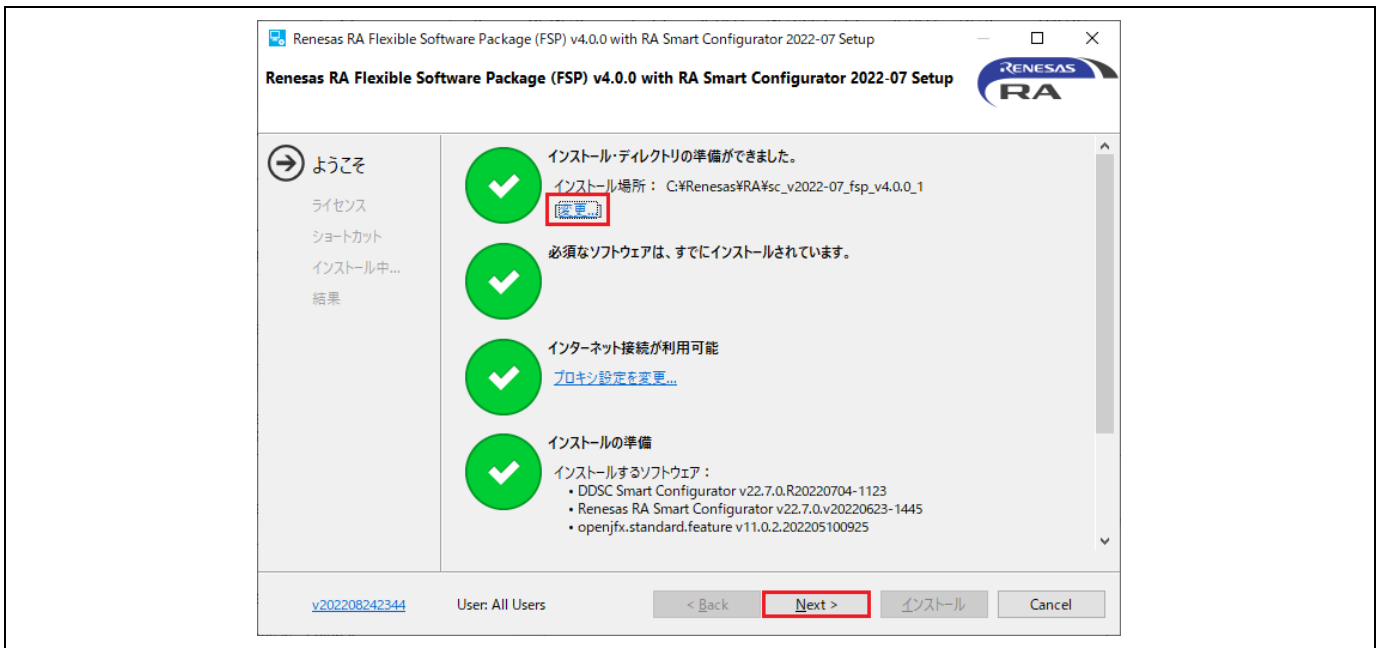 Renesas RA Flexible Software Package (FSP) v4.0.0 with RA Smart Configurator 2022-07 Setup
Renesas RA Flexible Software Package (FSP) v4.0.0 with RA Smart Configurator 2022-07 Setup
RENESAS
RA
ようこそ
ライセンス
ショートカット
インストール中...
結果
インストール・ディレクトリの準備ができました。
インストール場所： C:¥Renesas¥RA¥sc_v2022-07_fsp_v4.0.0_1
[変更...]
必須なソフトウェアは、すでにインストールされています。
インターネット接続が利用可能
プロキシ設定を変更...
インストールの準備
インストールするソフトウェア：
• DDSC Smart Configurator v22.7.0.R20220704-1123
• Renesas RA Smart Configurator v22.7.0.v20220623-1445
• openjfx.standard.feature v11.0.2.202205100925
v202208242344
User: All Users
< Back
Next >
インストール
Cancel